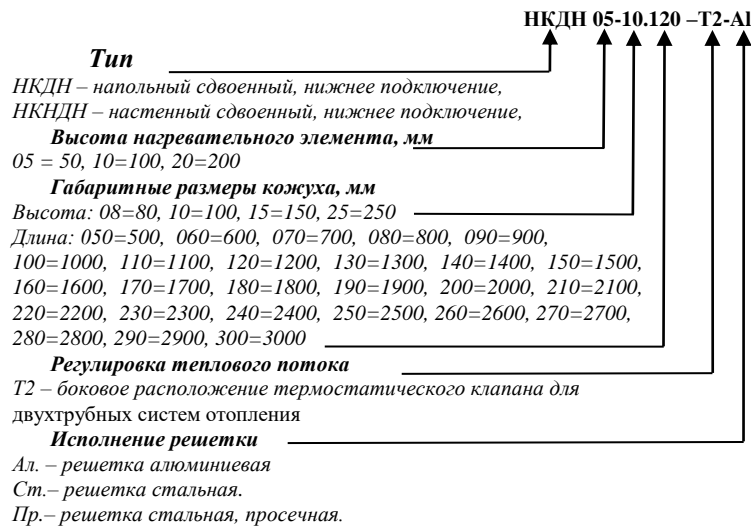 НКДН 05-10.120 –Т2-Al
Тип
НКДН – напольный сдвоенный, нижнее подключение,
НКНДН – настенный сдвоенный, нижнее подключение,
Высота нагревательного элемента, мм
05 = 50, 10=100, 20=200
Габаритные размеры кожуха, мм
Высота: 08=80, 10=100, 15=150, 25=250
Длина: 050=500, 060=600, 070=700, 080=800, 090=900,
100=1000, 110=1100, 120=1200, 130=1300, 140=1400, 150=1500,
160=1600, 170=1700, 180=1800, 190=1900, 200=2000, 210=2100,
220=2200, 230=2300, 240=2400, 250=2500, 260=2600, 270=2700,
280=2800, 290=2900, 300=3000
Регулировка теплового потока
Т2 – боковое расположение термостатического клапана для
двухтрубных систем отопления
Исполнение решетки
Ал. – решетка алюминиевая
Ст.– решетка стальная.
Пр.– решетка стальная, просечная.